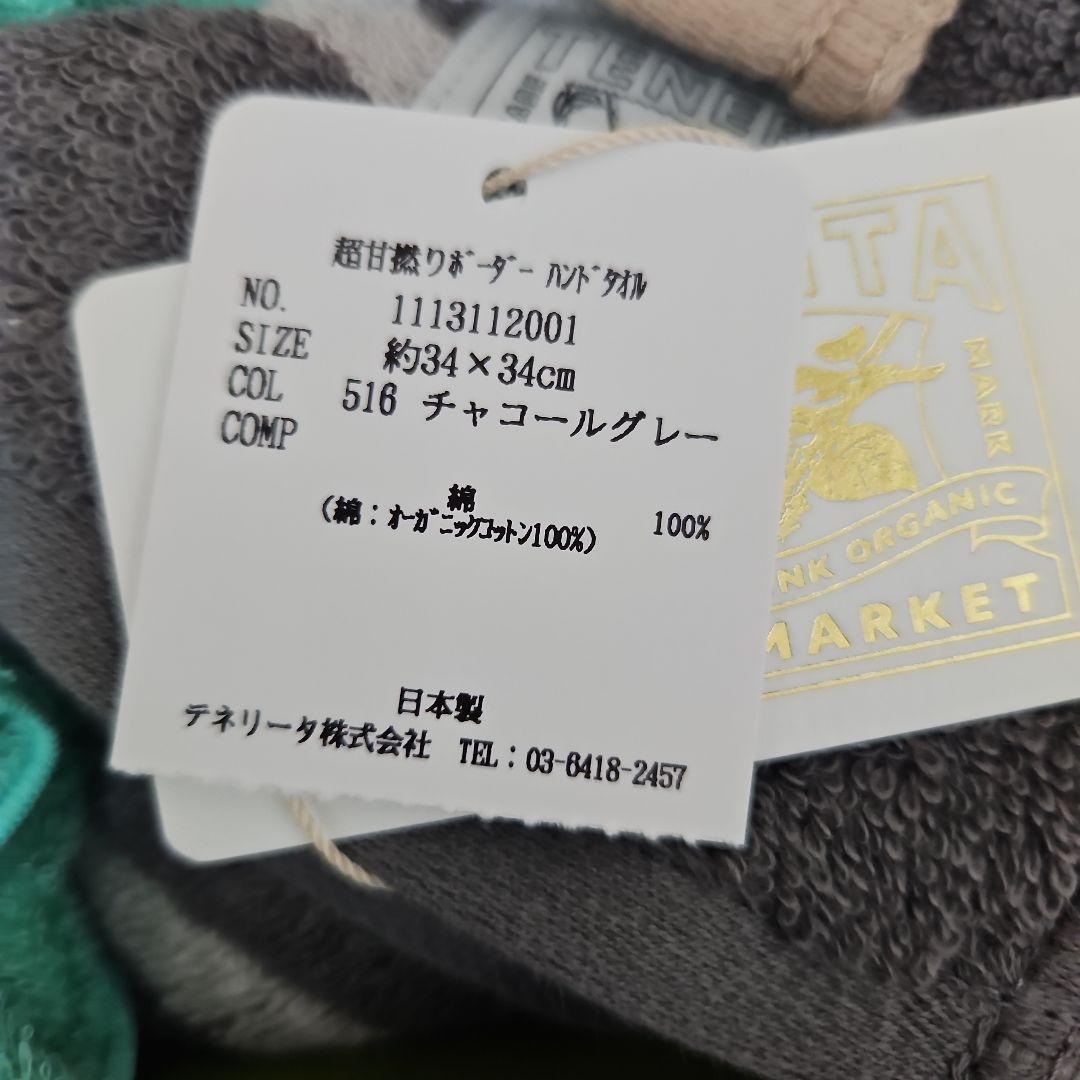 TENE
超甘撚りﾎﾞｰﾀﾞｰ ﾊﾝﾄﾞﾀｵﾙ
NO. 1113112001
SIZE 約34×34cm
COL 516 チャコールグレー
COMP
綿 100%
(綿:ｵｰｶﾞﾆｯｸｺｯﾄﾝ100%)
日本製
テネリータ株式会社 TEL:03-6418-2457
ITA
MARK
NK ORGANIC
MARKET